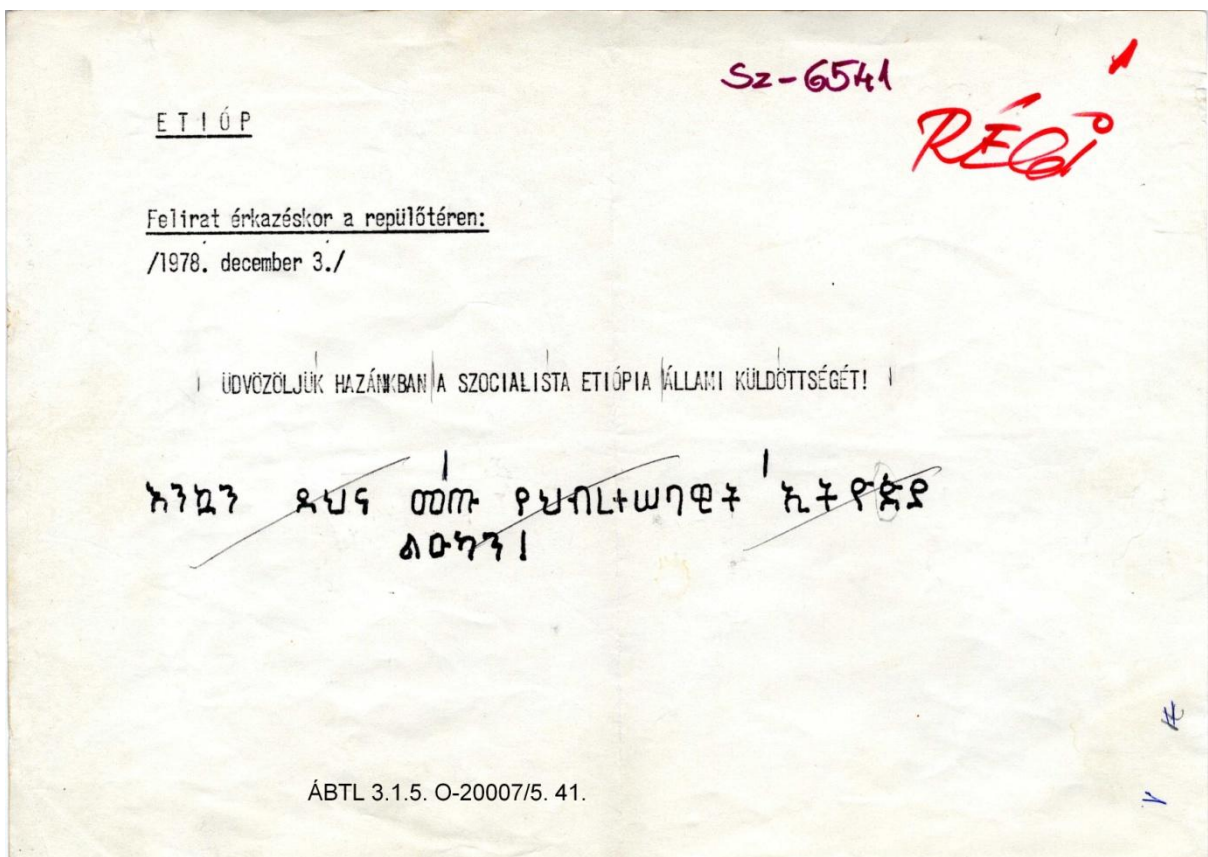 Sz-6541
ETIÓP
RÉGI
Felirat érkazéskor a repülőtéren:
/1978. december 3./
ÜDVÖZÖLJÜK HAZÁNKBAN A SZOCIALISTA ETIÓPIA ÁLLAMI KÜLDÖTTSÉGÉT!
እንኳን ደህና መጡ የህብረተሠባዊት ኢትዮጵያ
ልዑካን!
ÁBTL 3.1.5. O-20007/5. 41.